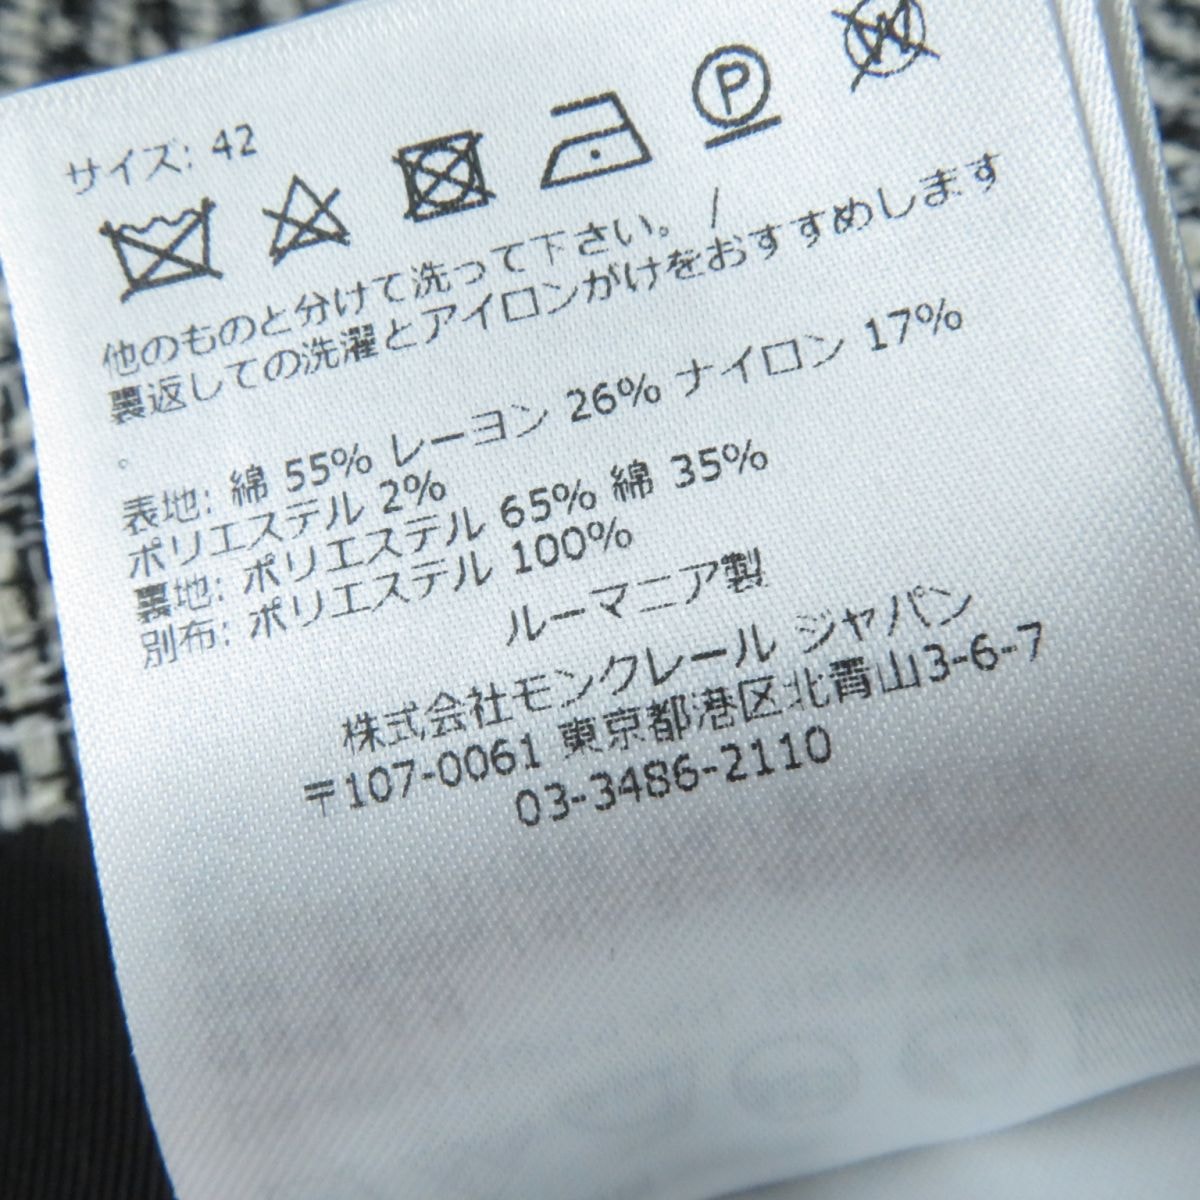 サイズ: 42
P
W
他のものと分けて洗って下さい。 /
裏返しての洗濯とアイロンがけをおすすめします
。
表地: 綿 55% レーヨン 26% ナイロン 17%
ポリエステル 2%
裏地: ポリエステル 65% 綿 35%
別布: ポリエステル 100%
ルーマニア製
株式会社モンクレール ジャパン
〒107-0061 東京都港区北青山3-6-7
03-3486-2110